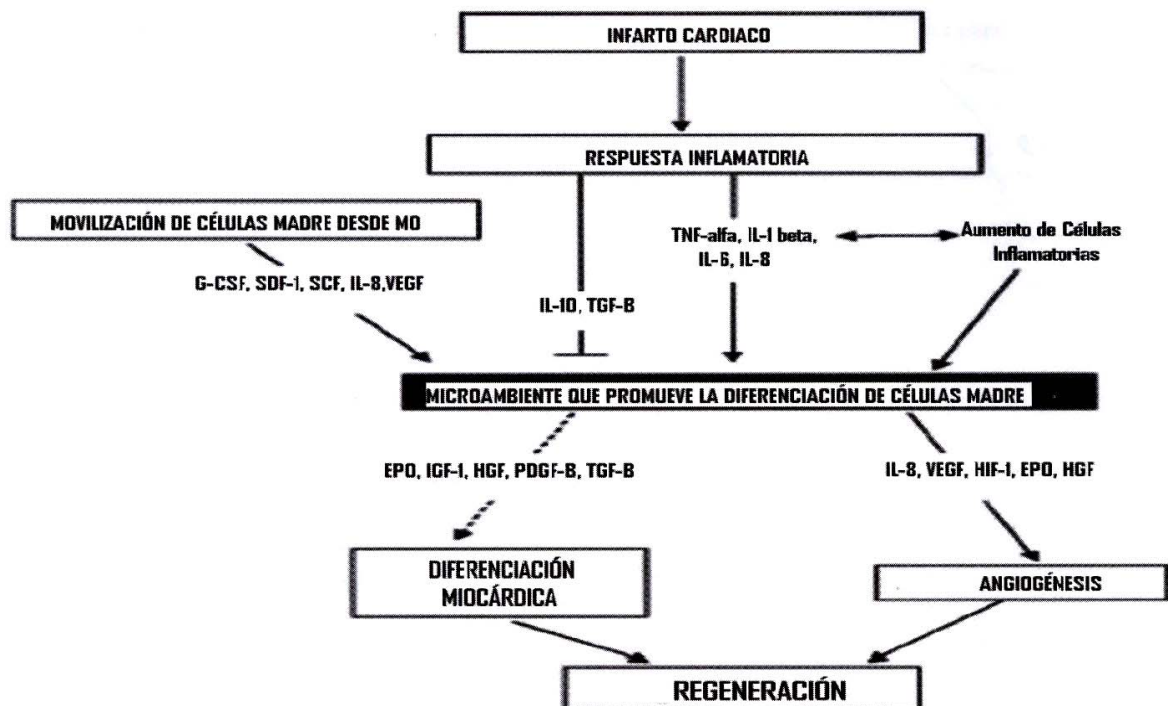 INFARTO CARDIACO
RESPUESTA INFLAMATORIA
MOVILIZACIÓN DE CÉLULAS MADRE DESDE MO
TNF-alfa, IL-1 beta,
IL-6, IL-8
Aumento de Células
Inflamatorias
G-CSF, SDF-1, SCF, IL-8,VEGF
IL-10, TGF-B
MICROAMBIENTE QUE PROMUEVE LA DIFERENCIACIÓN DE CÉLULAS MADRE
EPO, IGF-1, HGF, PDGF-B, TGF-B
IL-8, VEGF, HIF-1, EPO, HGF
DIFERENCIACIÓN
MIOCÁRDICA
ANGIOGÉNESIS
REGENERACIÓN